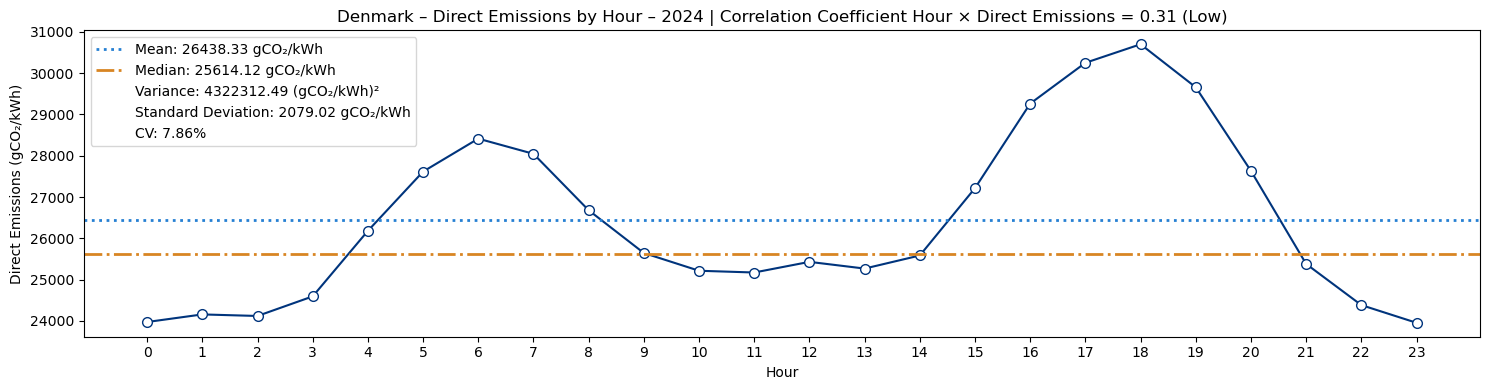 Denmark – Direct Emissions by Hour – 2024 | Correlation Coefficient Hour × Direct Emissions = 0.31 (Low)
Mean: 26438.33 gCO₂/kWh
Median: 25614.12 gCO₂/kWh
Variance: 4322312.49 (gCO₂/kWh)²
Standard Deviation: 2079.02 gCO₂/kWh
CV: 7.86%
Direct Emissions (gCO₂/kWh)
31000
30000
29000
28000
27000
26000
25000
24000
0 1 2 3 4 5 6 7 8 9 10 11 12 13 14 15 16 17 18 19 20 21 22 23
Hour